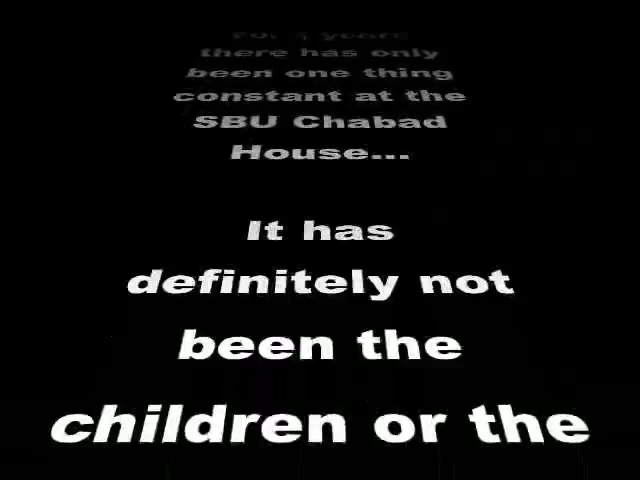 years
there has only
been one thing
constant at the
SBU Chabad
House...
It has
definitely not
been the
children or the